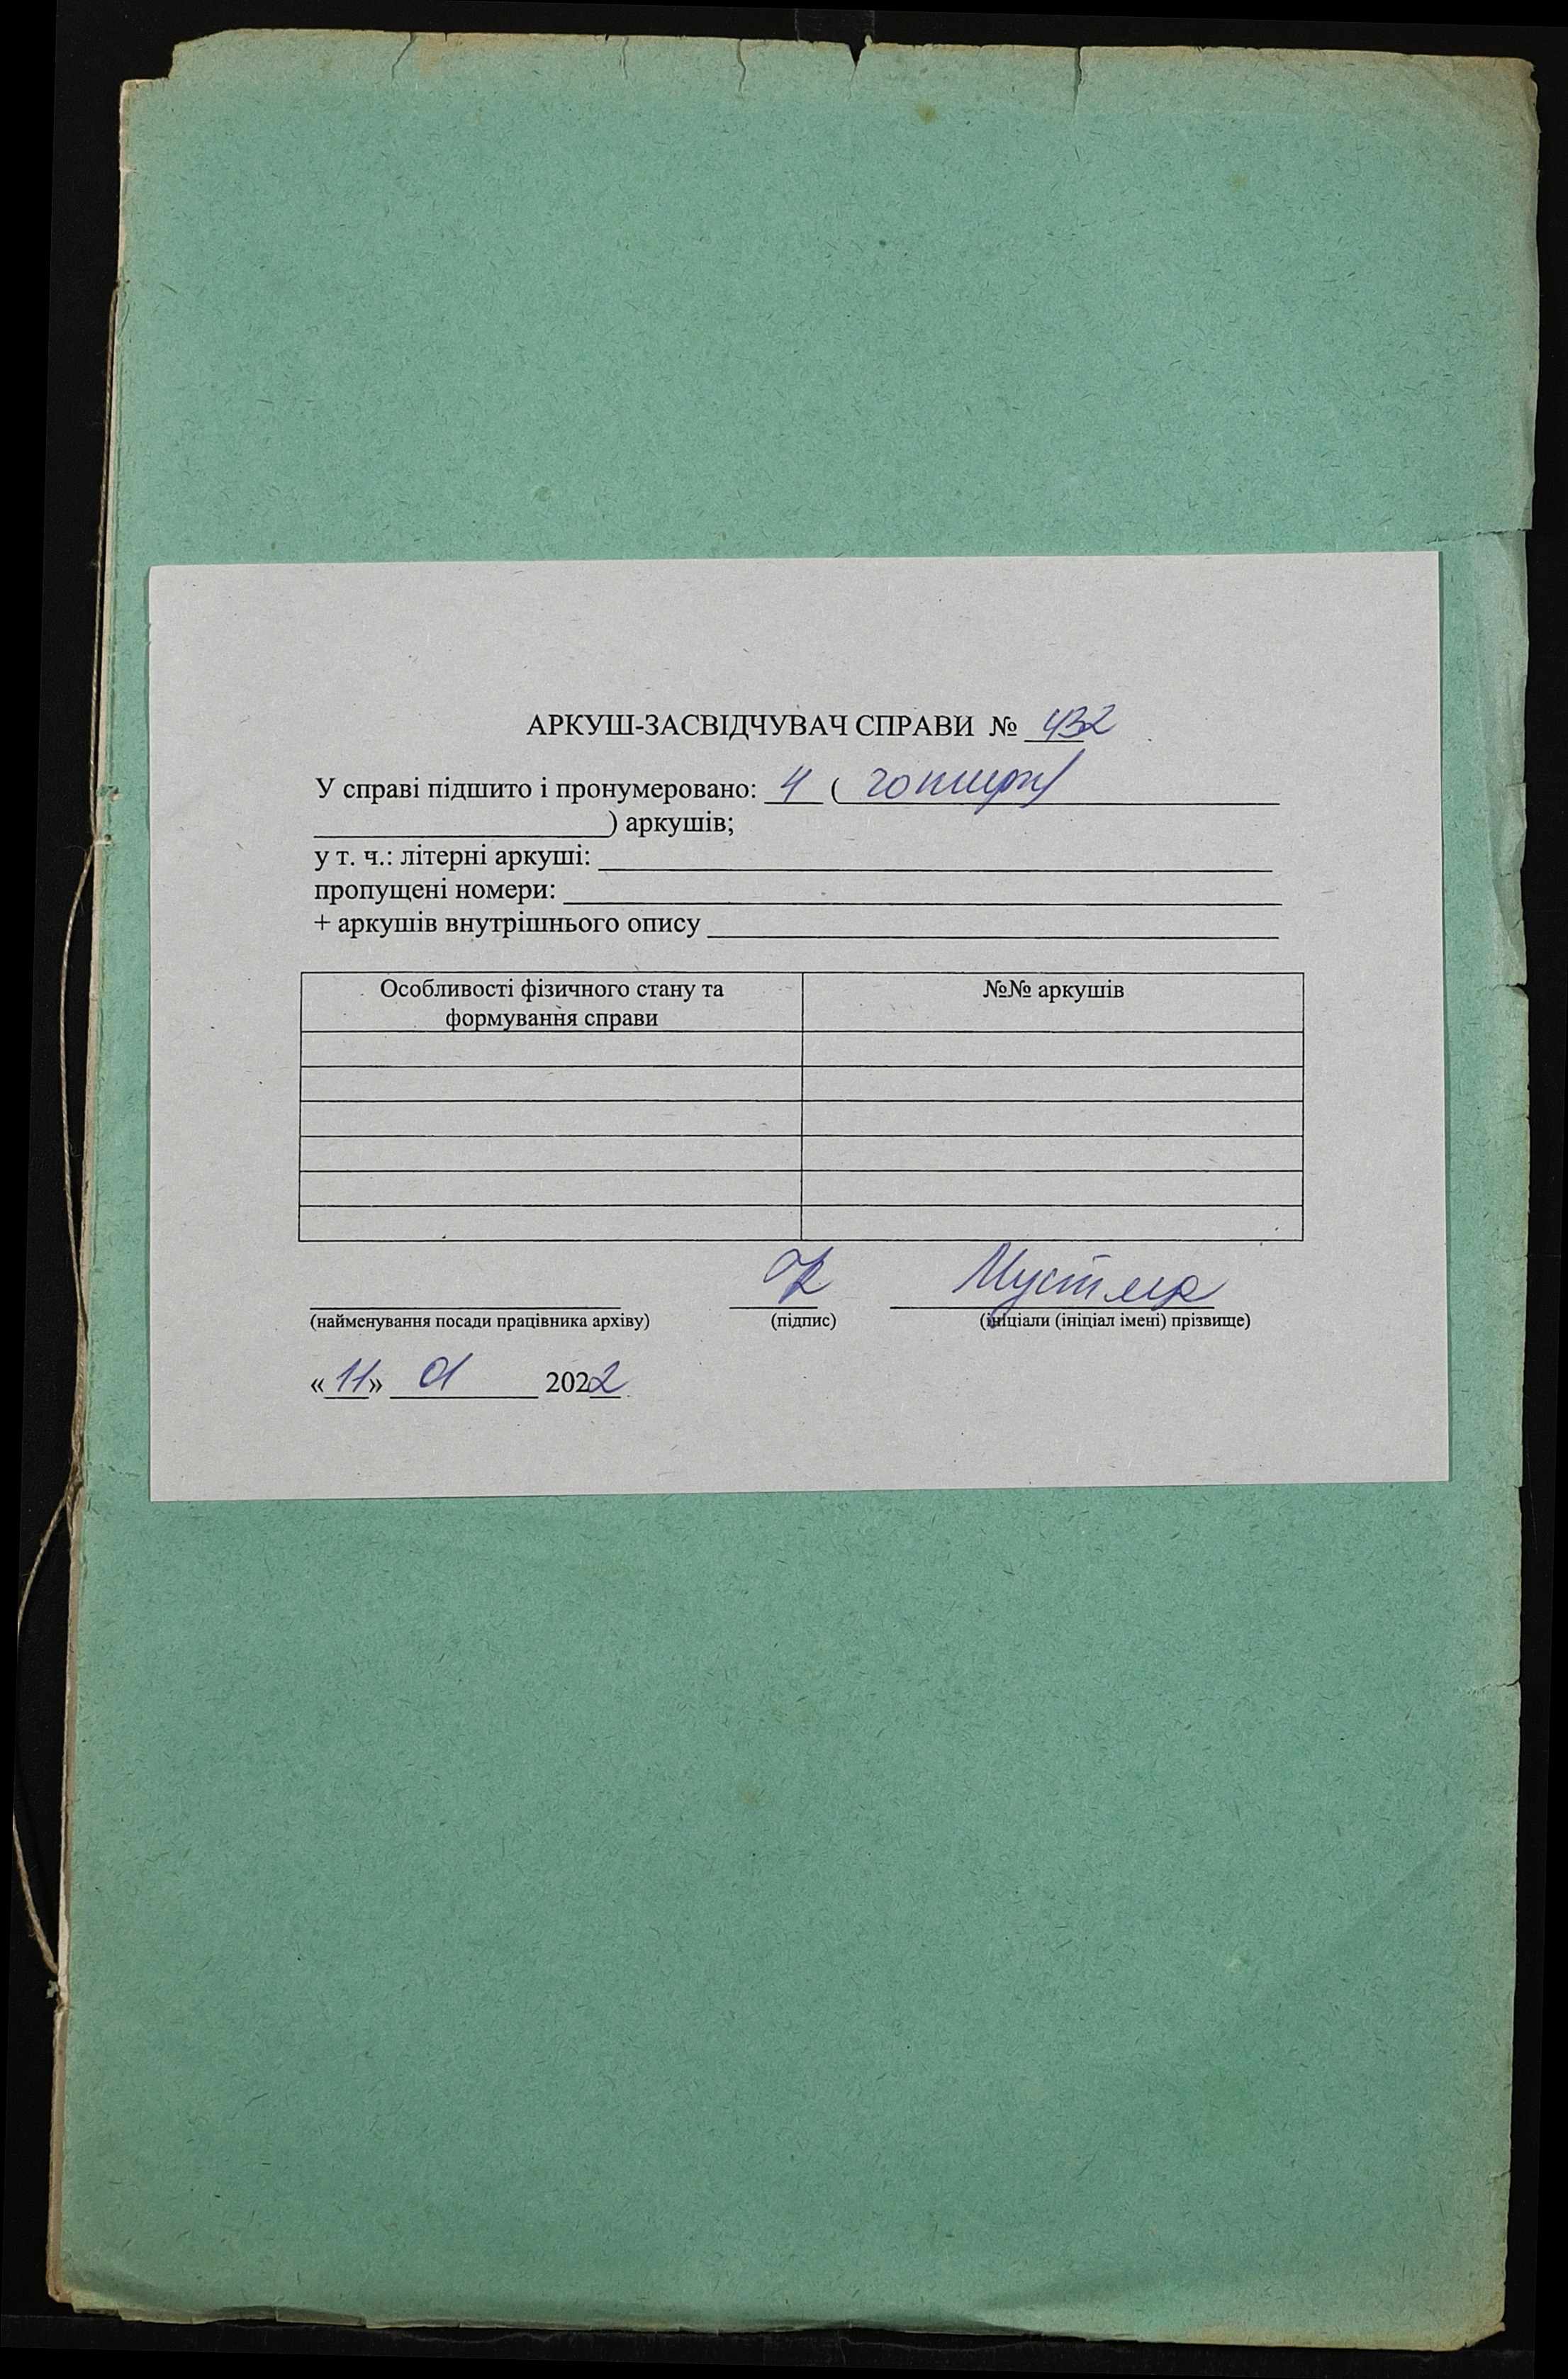 АРКУШ-ЗАСВІДЧУВАЧ СПРАВИ № 432
У справі підшито і пронумеровано: 4 ( чотири
) аркушів;
у т. ч.: літерні аркуші:
пропущені номери:
+ аркушів внутрішнього опису
Особливості фізичного стану та формування справи №№ аркушів
(найменування посади працівника архіву) (підпис) (ініціали (ініціал імені) прізвище)
«11» 01 2022